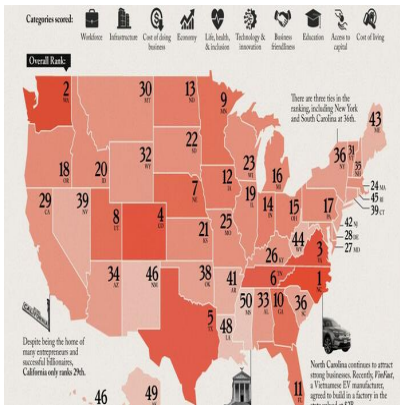 Categories scored:
Workforce
Infrastructure
Cost of doing
business
Economy
Life, health,
& inclusion
Technology &
innovation
Business
friendliness
Education
Access to
capital
Cost of living
Overall Rank:
There are three ties in the
ranking, including New York
and South Carolina at 36th.
2
WA
30
MT
13
ND
9
MN
43
ME
22
SD
32
WY
18
OR
20
ID
23
WI
16
MI
36
NY
31
VT
35
NH
24 MA
45 RI
39 CT
7
NE
12
IA
19
IL
14
IN
15
OH
17
PA
42 NJ
28 DE
27 MD
29
CA
39
NV
8
UT
4
CO
21
KS
25
MO
26 KY
44
WV
3
VA
6 TN
1
NC
34
AZ
46
NM
38
OK
41
AR
50
MS
33
AL
10
GA
36
SC
5
TX
48
LA
11
FL
46
49
Despite being the home of
many entrepreneurs and
successful billionaires,
California only ranks 29th.
North Carolina continues to attract
strong businesses. Recently, VinFast,
a Vietnamese EV manufacturer,
agreed to build in a factory in the